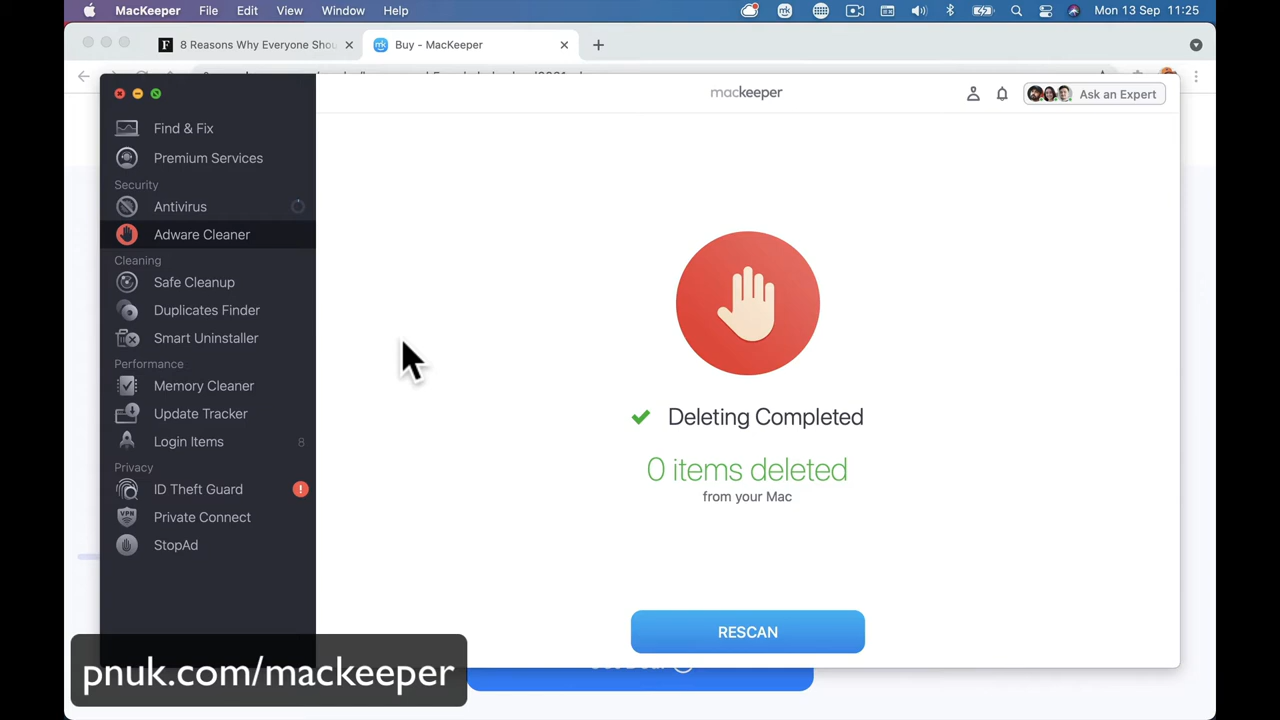 MacKeeper File Edit View Window Help
Mon 13 Sep 11:25
8 Reasons Why Everyone Shou
Buy - MacKeeper
mackeeper
Ask an Expert
Find & Fix
Premium Services
Security
Antivirus
Adware Cleaner
Cleaning
Safe Cleanup
Duplicates Finder
Smart Uninstaller
Performance
Memory Cleaner
Update Tracker
Login Items 8
Privacy
ID Theft Guard
VPN Private Connect
StopAd
Deleting Completed
0 items deleted
from your Mac
RESCAN
pnuk.com/mackeeper